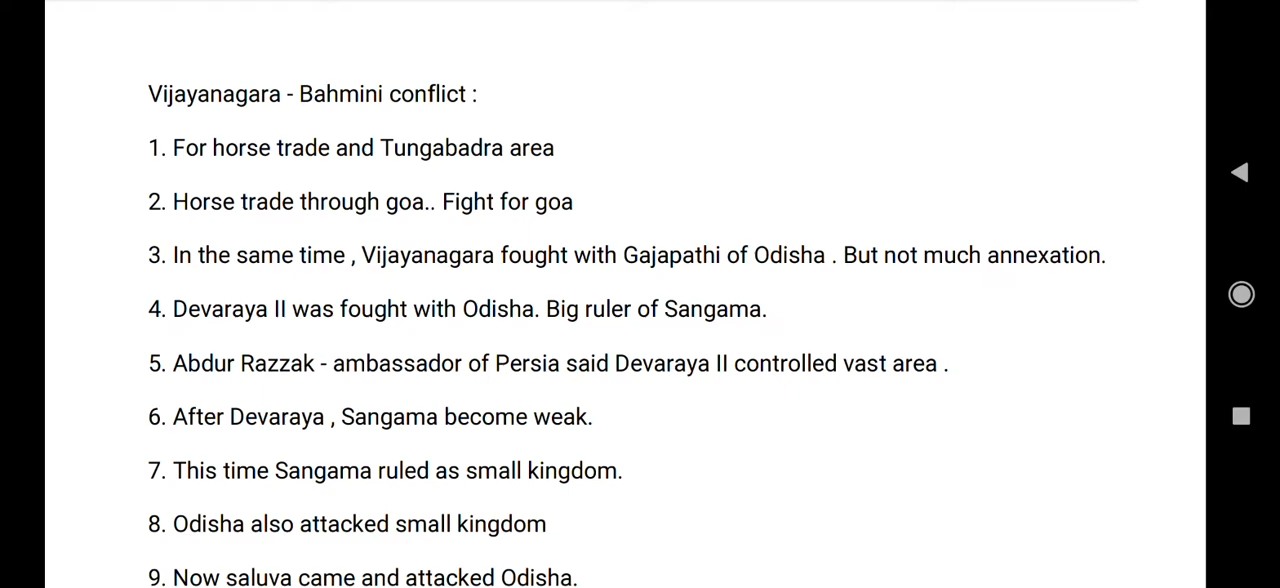 Vijayanagara - Bahmini conflict :
1. For horse trade and Tungabadra area
2. Horse trade through goa.. Fight for goa
3. In the same time , Vijayanagara fought with Gajapathi of Odisha . But not much annexation.
4. Devaraya II was fought with Odisha. Big ruler of Sangama.
5. Abdur Razzak - ambassador of Persia said Devaraya II controlled vast area .
6. After Devaraya , Sangama become weak.
7. This time Sangama ruled as small kingdom.
8. Odisha also attacked small kingdom
9. Now saluva came and attacked Odisha.